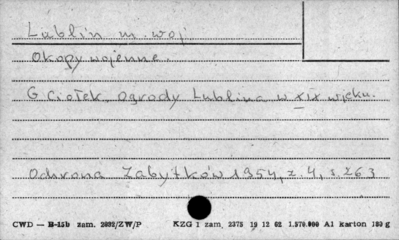 Lublin m. woj
Okopy wojenne.
G Ciołek, Ogrody Lublina w XIX wieku.
Ochrona Zabytków 1954, z. 4, s. 263
CWD — B-15b zam. 2692/ZW/P KZG 1 zam. 2375 19 12 62 1.570.000 A1 karton 180 g